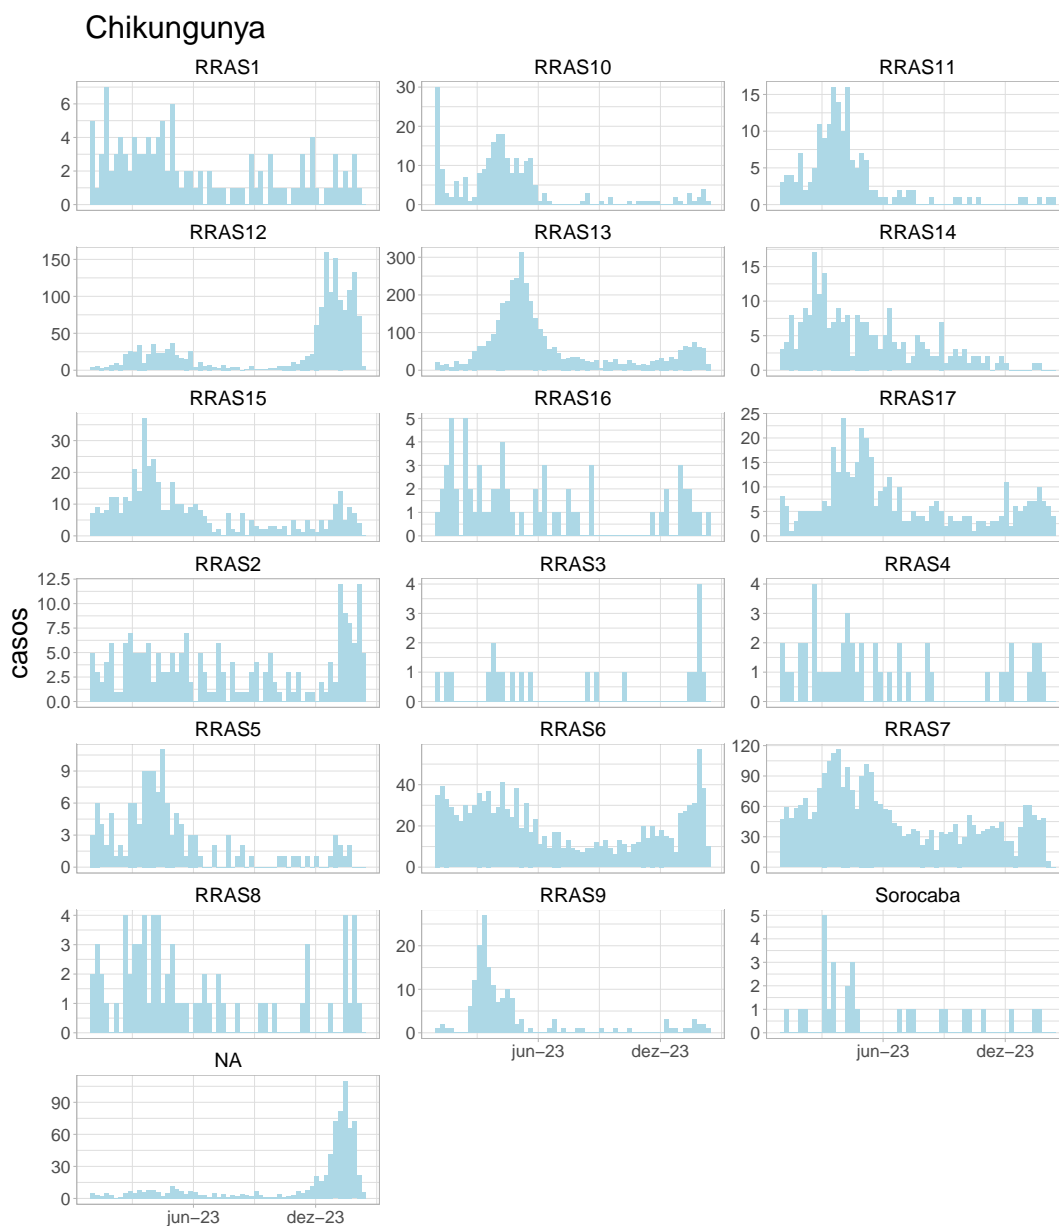 Chikungunya
RRAS1 RRAS10 RRAS11
6 4 2 0
30 20 10 0
15 10 5 0
RRAS12 RRAS13 RRAS14
150 100 50 0
300 200 100 0
15 10 5 0
RRAS15 RRAS16 RRAS17
30 20 10 0
5 4 3 2 1 0
25 20 15 10 5 0
RRAS2 RRAS3 RRAS4
12.5 10.0 7.5 5.0 2.5 0.0
4 3 2 1 0
4 3 2 1 0
casos
RRAS5 RRAS6 RRAS7
9 6 3 0
40 20 0
120 90 60 30 0
RRAS8 RRAS9 Sorocaba
4 3 2 1 0
20 10 0
5 4 3 2 1 0
jun−23 dez−23 jun−23 dez−23
NA
90 60 30 0
jun−23 dez−23